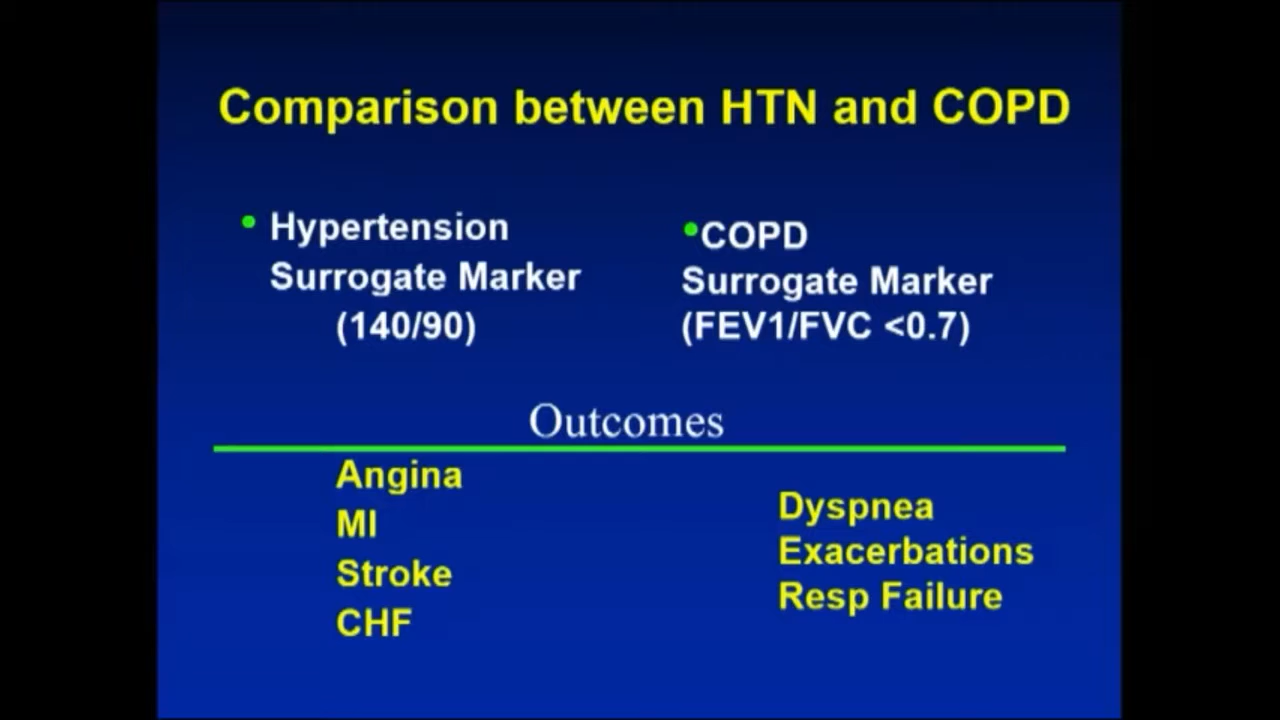 Comparison between HTN and COPD
• Hypertension
Surrogate Marker
(140/90)
•COPD
Surrogate Marker
(FEV1/FVC <0.7)
Outcomes
Angina
MI
Stroke
CHF
Dyspnea
Exacerbations
Resp Failure